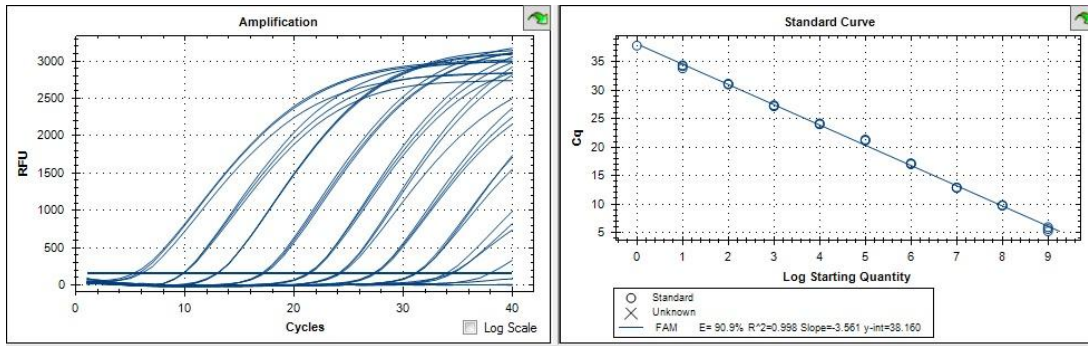 Amplification
3000
2500
2000
1500
1000
500
0
RFU
0 10 20 30 40
Cycles
Log Scale
Standard Curve
35
30
25
20
15
10
5
Cq
0 1 2 3 4 5 6 7 8 9
Log Starting Quantity
Standard
Unknown
FAM E= 90.9% R^2=0.998 Slope=-3.561 y-int=38.160